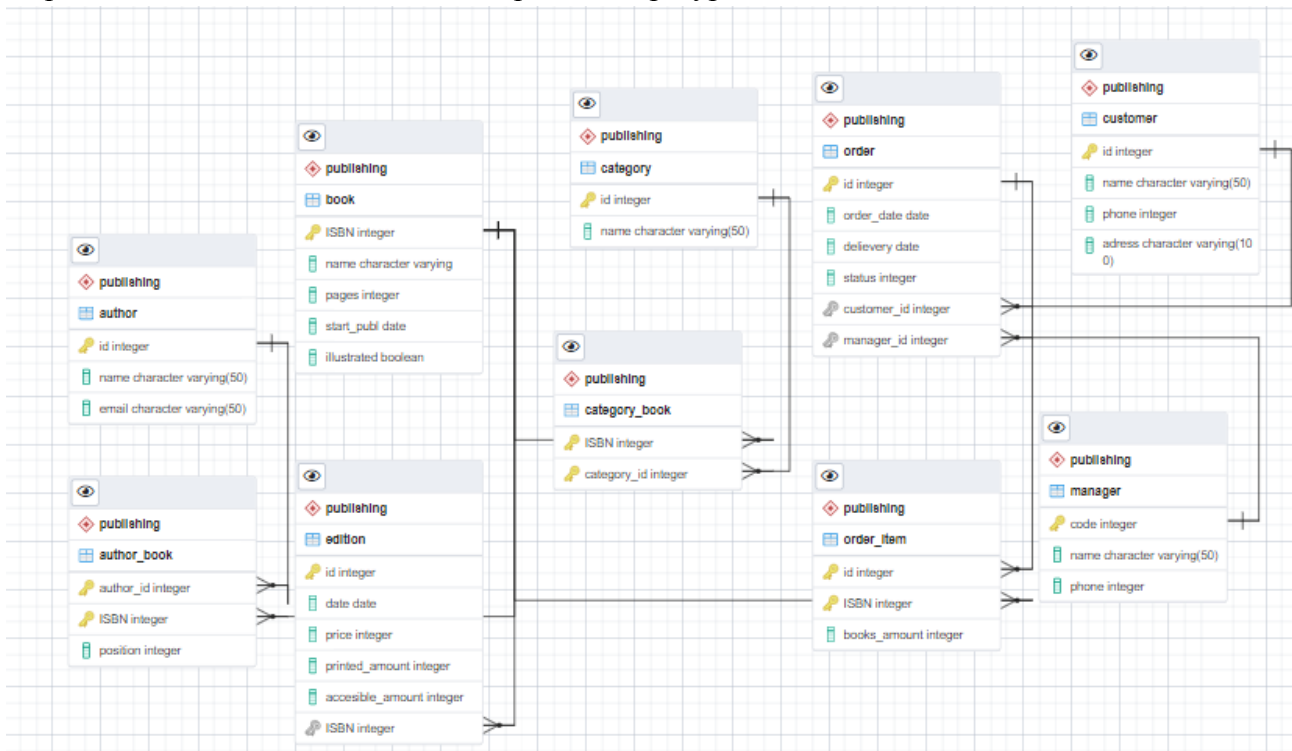 publishing
author
id integer
name character varying(50)
email character varying(50)
publishing
author_book
author_id integer
ISBN integer
position integer
publishing
book
ISBN integer
name character varying
pages integer
start_publ date
illustrated boolean
publishing
edition
id integer
date date
price integer
printed_amount integer
accesible_amount integer
ISBN integer
publishing
category
id integer
name character varying(50)
publishing
category_book
ISBN integer
category_id integer
publishing
order
id integer
order_date date
delievery date
status integer
customer_id integer
manager_id integer
publishing
order_item
id integer
ISBN integer
books_amount integer
publishing
customer
id integer
name character varying(50)
phone integer
adress character varying(10
0)
publishing
manager
code integer
name character varying(50)
phone integer